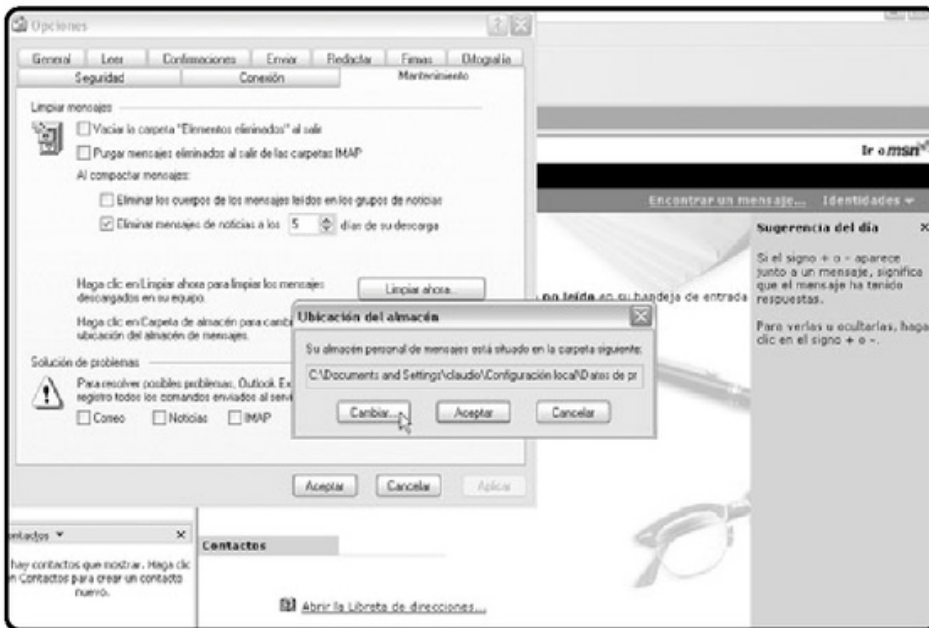 Opciones
General Leer Confirmaciones Enviar Redactar Firmas Ortografía
Seguridad Conexión Mantenimiento
Limpiar mensajes
Vaciar la carpeta "Elementos eliminados" al salir
Purgar mensajes eliminados al salir de las carpetas IMAP
Al compactar mensajes:
Eliminar los cuerpos de los mensajes leídos en los grupos de noticias
Eliminar mensajes de noticias a los 5 días de su descarga
Haga clic en Limpiar ahora para limpiar los mensajes
descargados en su equipo.
Limpiar ahora...
Haga clic en Carpeta de almacén para cambi
ubicación del almacén de mensajes.
Solución de problemas
Para resolver posibles problemas, Outlook Ex
registro todos los comandos enviados al servi
Correo Noticias IMAP
Aceptar Cancelar Aplicar
Ubicación del almacén
Su almacén personal de mensajes está situado en la carpeta siguiente:
C:\Documents and Settings\claudio\Configuración local\Datos de pr
Cambiar... Aceptar Cancelar
Ir a msn
Encontrar un mensaje... Identidades
no leído en su bandeja de entrada
Sugerencia del día
Si el signo + o - aparece
junto a un mensaje, significa
que el mensaje ha tenido
respuestas.
Para verlas u ocultarlas, haga
clic en el signo + o -.
ontactos
hay contactos que mostrar. Haga clic
n Contactos para crear un contacto
nuevo.
Contactos
Abrir la Libreta de direcciones...